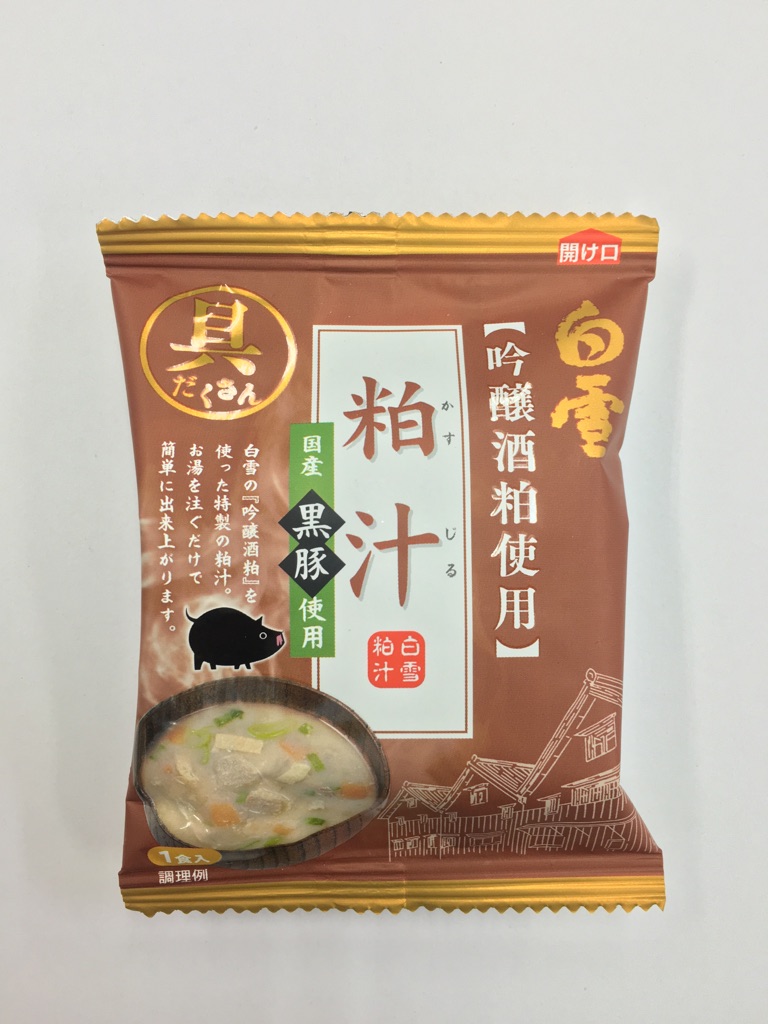 開け口
白雪
【吟醸酒粕使用】
粕汁
かすじる
白雪
粕汁
国産
黒豚
使用
具
だくさん
白雪の『吟醸酒粕』を
使った特製の粕汁。
お湯を注ぐだけで
簡単に出来上がります。
1食入
調理例